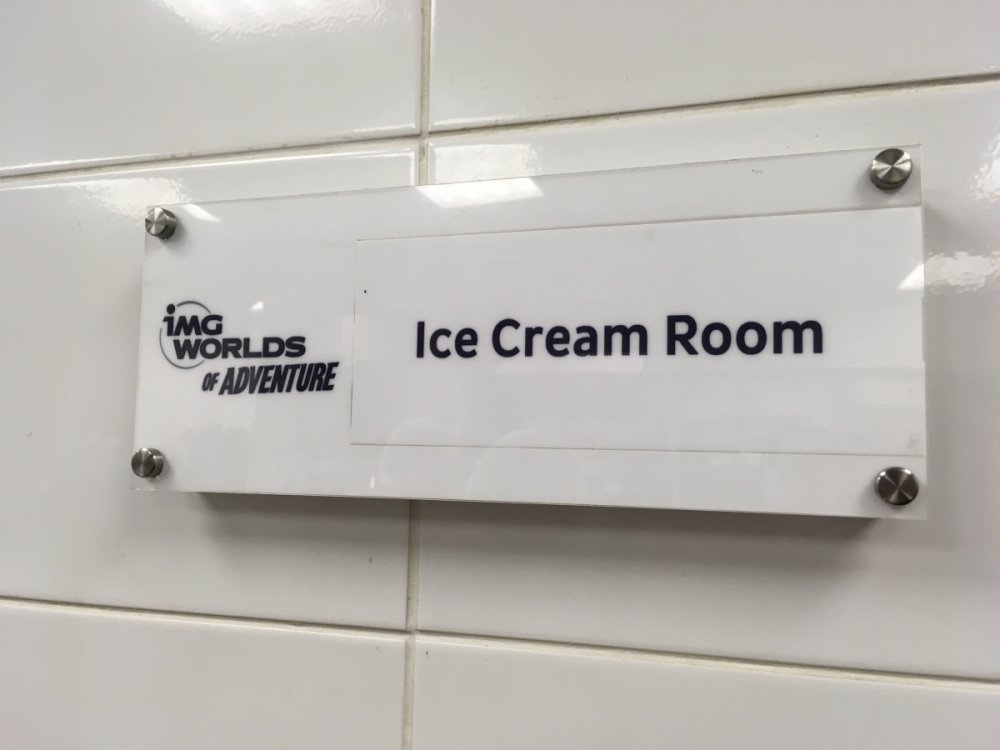 iMG
WORLDS
OF ADVENTURE
Ice Cream Room